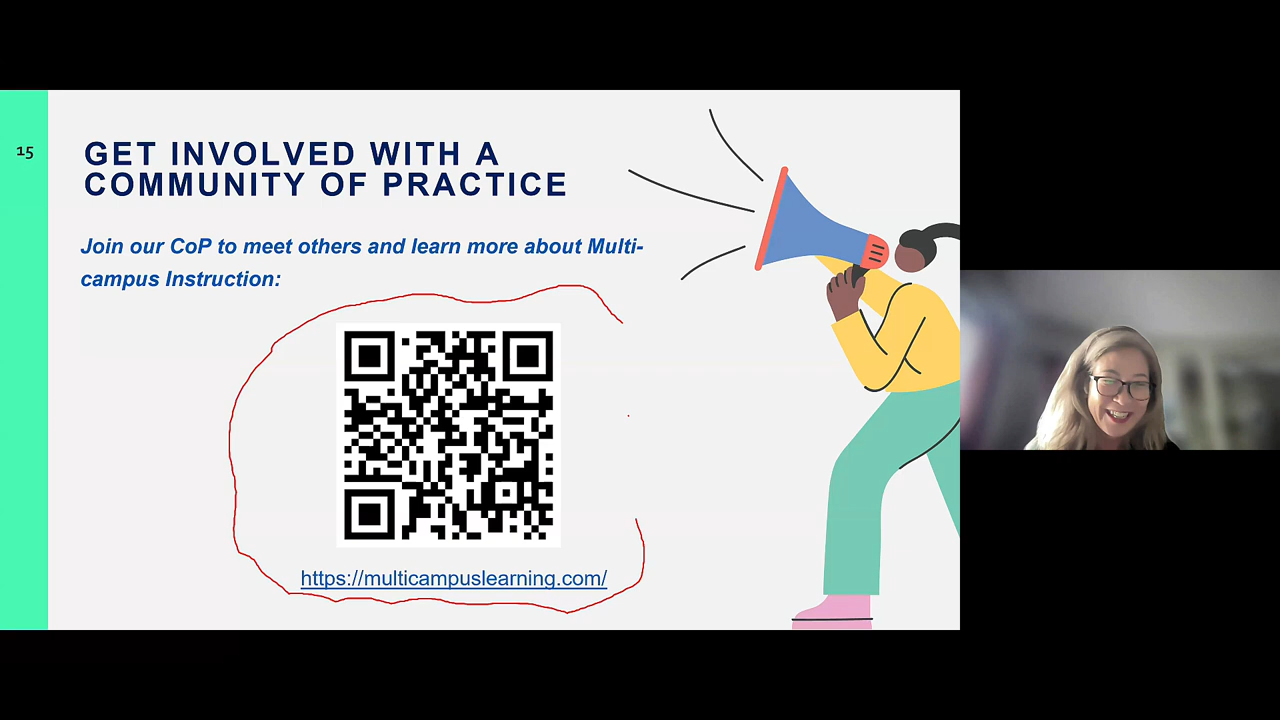 15
GET INVOLVED WITH A
COMMUNITY OF PRACTICE
Join our CoP to meet others and learn more about Multi-
campus Instruction:
https://multicampuslearning.com/